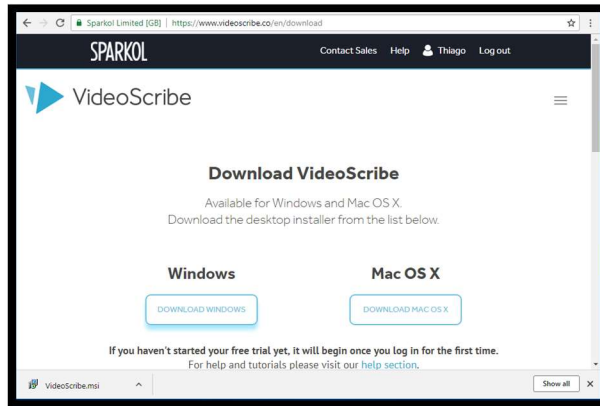 Sparkol Limited [GB] | https://www.videoscribe.co/en/download
SPARKOL Contact Sales Help Thiago Log out
VideoScribe
Download VideoScribe
Available for Windows and Mac OS X.
Download the desktop installer from the list below.
Windows Mac OS X
DOWNLOAD WINDOWS DOWNLOAD MAC OS X
If you haven't started your free trial yet, it will begin once you log in for the first time.
For help and tutorials please visit our help section.
VideoScribe.msi Show all